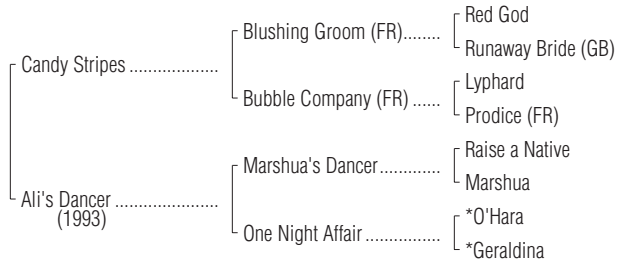 Red God
Blushing Groom (FR)........
Runaway Bride (GB)
Candy Stripes ...................
Lyphard
Bubble Company (FR) ......
Prodice (FR)
Raise a Native
Marshua's Dancer.............
Marshua
Ali's Dancer ......................
(1993)
*O'Hara
One Night Affair ................
*Geraldina